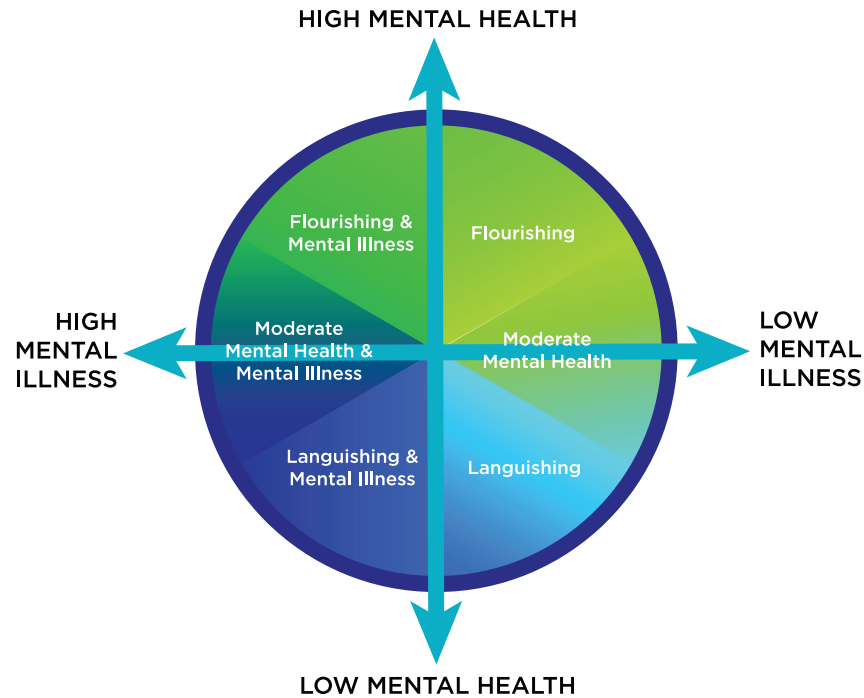 HIGH MENTAL HEALTH
Flourishing &
Mental Illness
Flourishing
HIGH
MENTAL
ILLNESS
Moderate
Mental Health &
Mental Illness
Moderate
Mental Health
LOW
MENTAL
ILLNESS
Languishing &
Mental Illness
Languishing
LOW MENTAL HEALTH